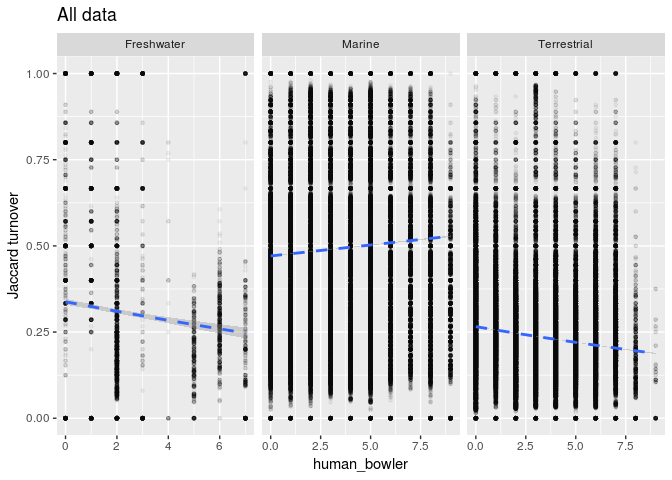 All data
Freshwater
Marine
Terrestrial
Jaccard turnover
1.00
0.75
0.50
0.25
0.00
0 2 4 6
0.0 2.5 5.0 7.5
0.0 2.5 5.0 7.5
human_bowler